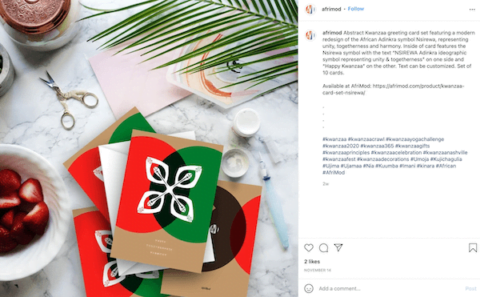 afrimod • Follow
afrimod Abstract Kwanzaa greeting card set featuring a modern
redesign of the African Adinkra symbol Nsirewa, representing
unity, togetherness and harmony. Inside of card features the
Nsirewa symbol with the text "NSIREWA Adinkra ideographic
symbol representing unity & togetherness" on one side and
"Happy Kwanzaa" on the other. Text can be customized. Set of
10 cards.
Available at AfriMod: https://afrimod.com/product/kwanzaa-
card-set-nsirewa/
.
.
.
.
.
#kwanzaa #kwanzaacrawl #kwanzaayogachallenge
#kwanzaa2020 #kwanzaa365 #kwanzaagifts
#kwanzaaprinciples #kwanzaacelebration #kwanzaanashville
#kwanzaafest #kwanzaadecorations #Umoja #Kujichagulia
#Ujima #Ujamaa #Nia #Kuumba #Imani #kinara #African
#AfriMod
2 likes
NOVEMBER 14
Add a comment...
Post